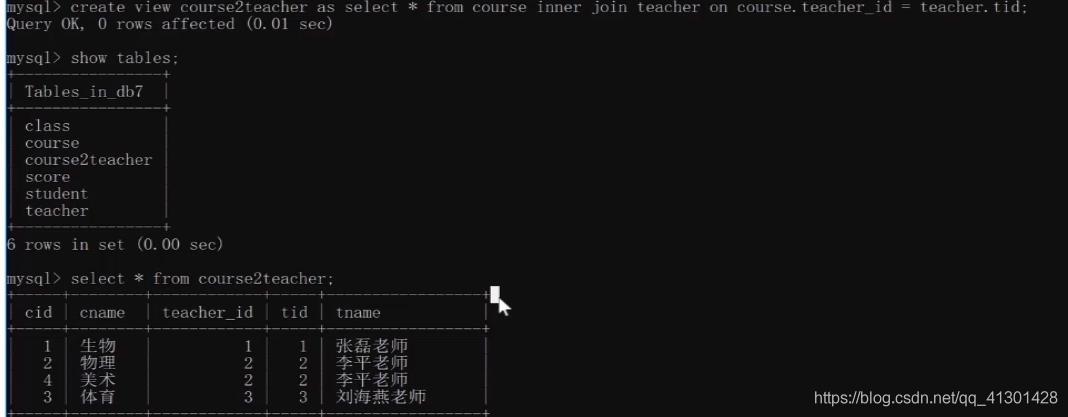 mysql> create view course2teacher as select * from course inner join teacher on course.teacher_id = teacher.tid;
Query OK, 0 rows affected (0.01 sec)
mysql> show tables;
+----------------+
| Tables_in_db7  |
+----------------+
| class          |
| course         |
| course2teacher |
| score          |
| student        |
| teacher        |
+----------------+
6 rows in set (0.00 sec)
mysql> select * from course2teacher;
+-----+--------+------------+-----+-----------------+
| cid | cname  | teacher_id | tid | tname           |
+-----+--------+------------+-----+-----------------+
|   1 | 生物   |          1 |   1 | 张磊老师        |
|   2 | 物理   |          2 |   2 | 李平老师        |
|   4 | 美术   |          2 |   2 | 李平老师        |
|   3 | 体育   |          3 |   3 | 刘海燕老师      |
+-----+--------+------------+-----+-----------------+
https://blog.csdn.net/qq_41301428